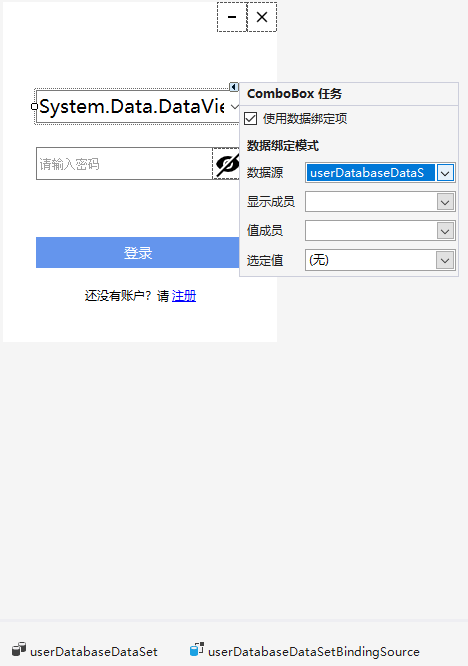 System.Data.DataVie
ComboBox 任务
使用数据绑定项
数据绑定模式
请输入密码
数据源
userDatabaseDataS
显示成员
值成员
登录
选定值
(无)
还没有账户？请 注册
userDatabaseDataSet
userDatabaseDataSetBindingSource